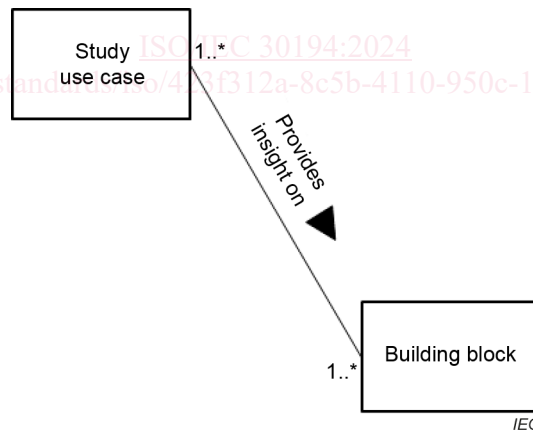 ISO/IEC 30194:2024
Study
use case
1..*
Provides
insight on
1..*
Building block
IEC